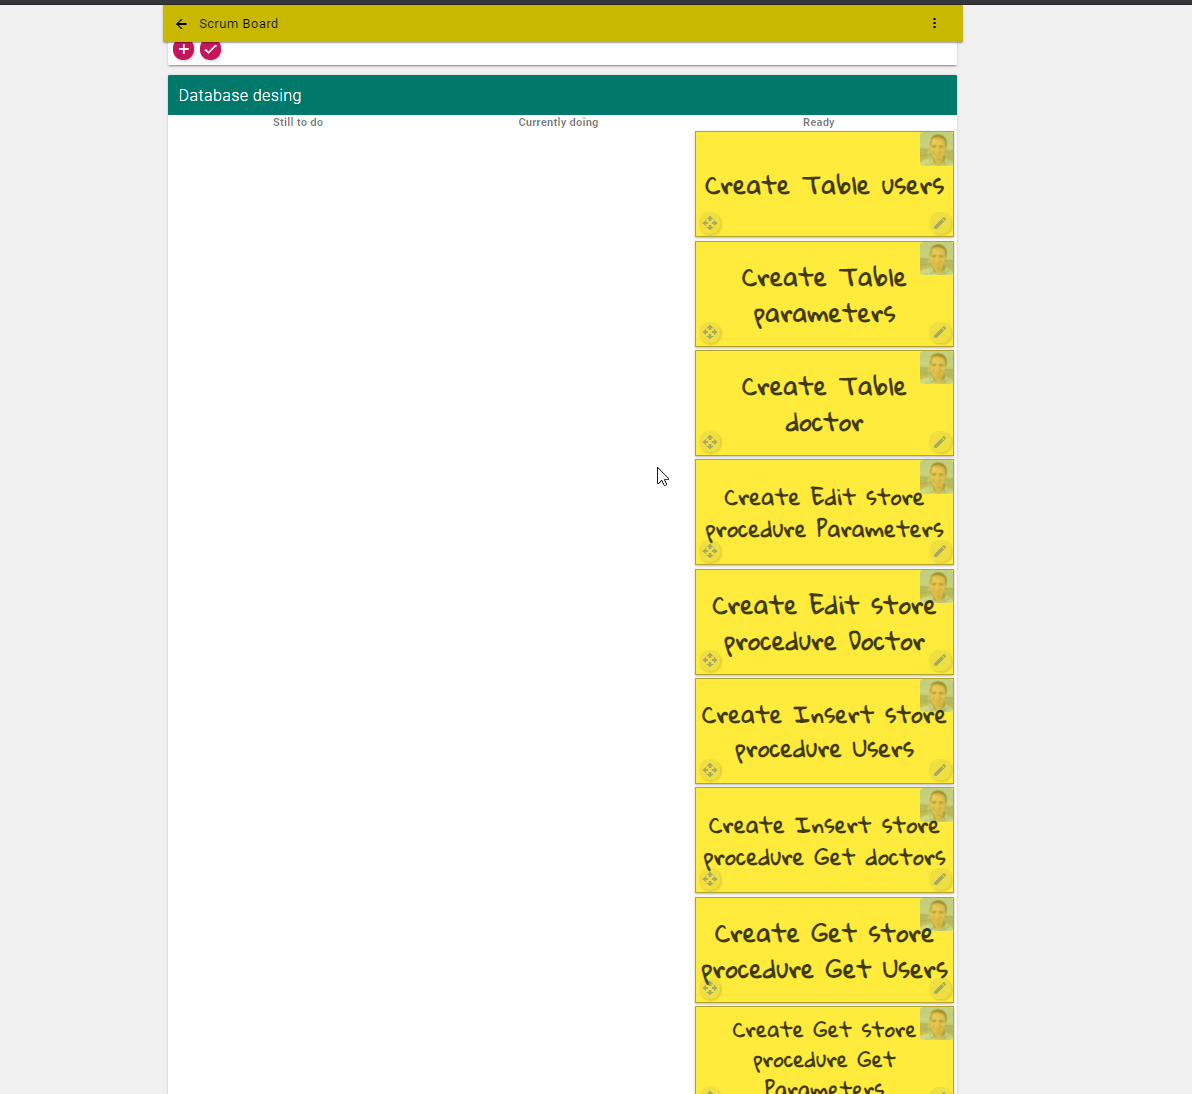 Scrum Board
Database desing
Still to do
Currently doing
Ready
Create Table users
Create Table
parameters
Create Table
doctor
Create Edit store
procedure Parameters
Create Edit store
procedure Doctor
Create Insert store
procedure Users
Create Insert store
procedure Get doctors
Create Get store
procedure Get Users
Create Get store
procedure Get
Parameters